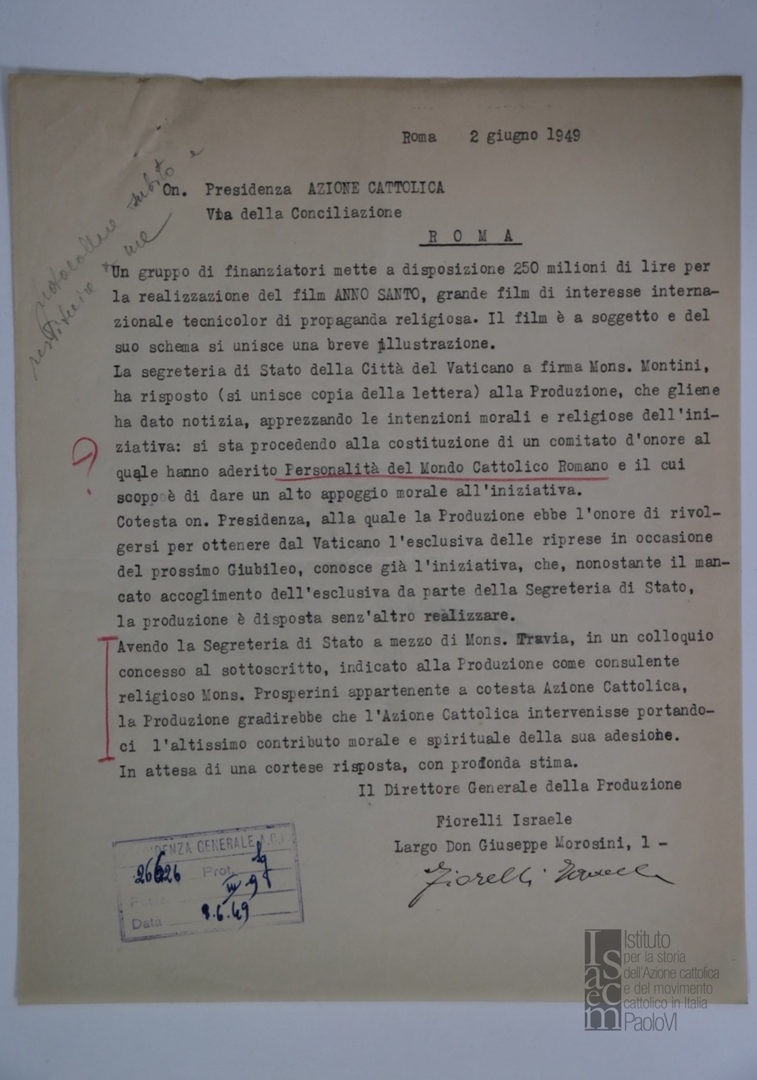 Roma 2 giugno 1949
protocollare subito e
restituire a me
On. Presidenza AZIONE CATTOLICA
Via della Conciliazione
R O M A
Un gruppo di finanziatori mette a disposizione 250 milioni di lire per
la realizzazione del film ANNO SANTO, grande film di interesse interna-
zionale tecnicolor di propaganda religiosa. Il film è a soggetto e del
suo schema si unisce una breve illustrazione.
La segreteria di Stato della Città del Vaticano a firma Mons. Montini,
ha risposto (si unisce copia della lettera) alla Produzione, che gliene
ha dato notizia, apprezzando le intenzioni morali e religiose dell'ini-
ziativa: si sta procedendo alla costituzione di un comitato d'onore al
?
quale hanno aderito Personalità del Mondo Cattolico Romano e il cui
scopo è di dare un alto appoggio morale all'iniziativa.
Cotesta on. Presidenza, alla quale la Produzione ebbe l'onore di rivol-
gersi per ottenere dal Vaticano l'esclusiva delle riprese in occasione
del prossimo Giubileo, conosce già l'iniziativa, che, nonostante il man-
cato accoglimento dell'esclusiva da parte della Segreteria di Stato,
la produzione è disposta senz'altro realizzare.
Avendo la Segreteria di Stato a mezzo di Mons. Travia, in un colloquio
concesso al sottoscritto, indicato alla Produzione come consulente
religioso Mons. Prosperini appartenente a cotesta Azione Cattolica,
la Produzione gradirebbe che l'Azione Cattolica intervenisse portando-
ci l'altissimo contributo morale e spirituale della sua adesione.
In attesa di una cortese risposta, con profonda stima.
Il Direttore Generale della Produzione
Fiorelli Israele
Largo Don Giuseppe Morosini, 1 -
Fiorelli Israele
PRESIDENZA GENERALE A.C.I.
26626 Prot.
III 9
Data 8.6.49
Isacem
Istituto
per la storia
dell'Azione cattolica
e del movimento
cattolico in Italia
PaoloVI